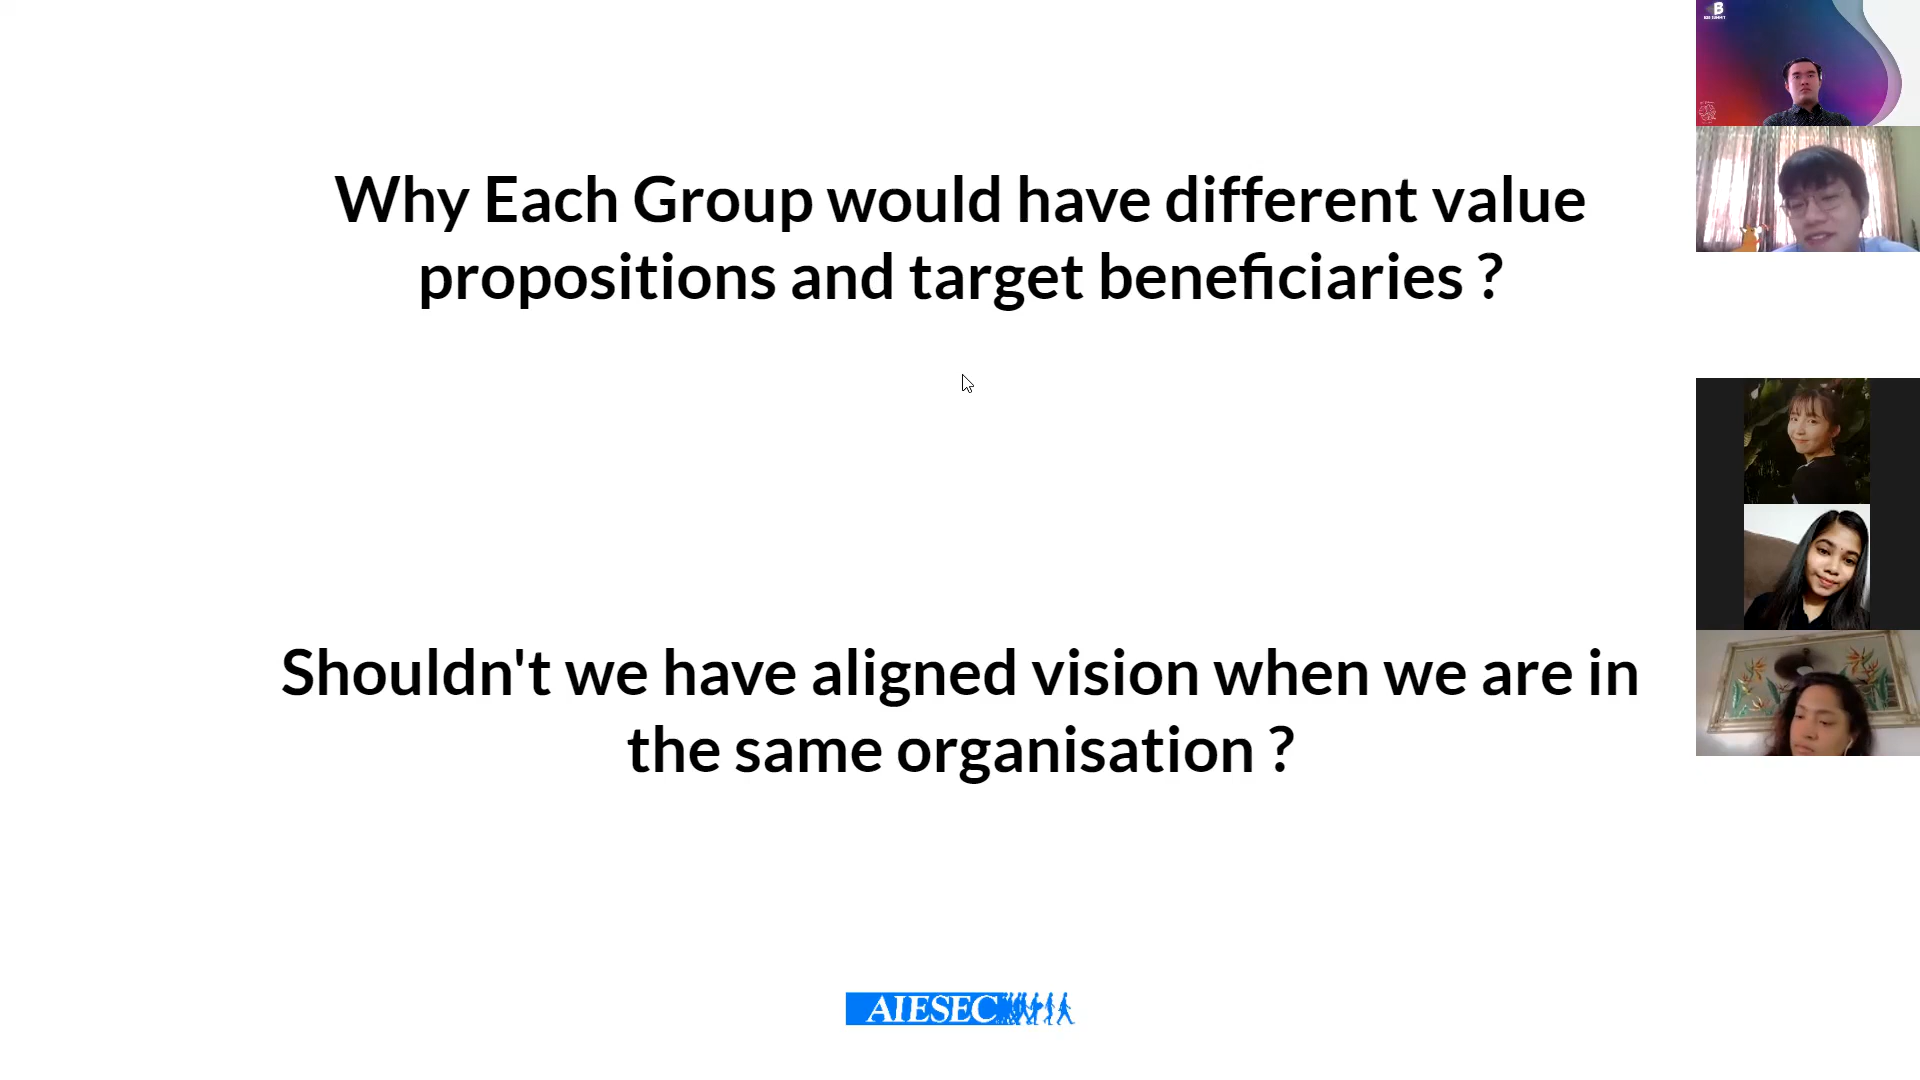 Why Each Group would have different value
propositions and target beneficiaries ?
Shouldn't we have aligned vision when we are in
the same organisation ?
AIESEC
B